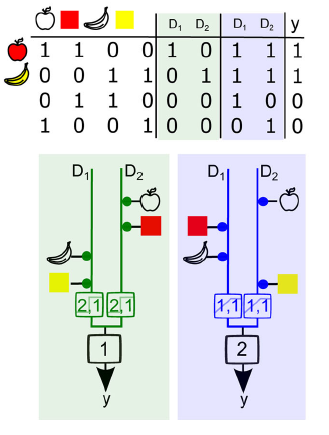 D₁ D₂ D₁ D₂ y
1 1 0 0 1 0 1 1 1
0 0 1 1 0 1 1 1 1
0 1 1 0 0 0 1 0 0
1 0 0 1 0 0 0 1 0
D₁ D₂ D₁ D₂
2,1 2,1 1,1 1,1
1 2
y y